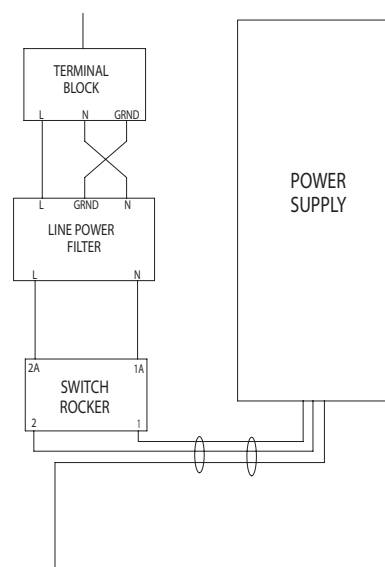 TERMINAL
BLOCK
L N GRND
L GRND N
LINE POWER
FILTER
L N
2A 1A
SWITCH
ROCKER
2 1
POWER
SUPPLY